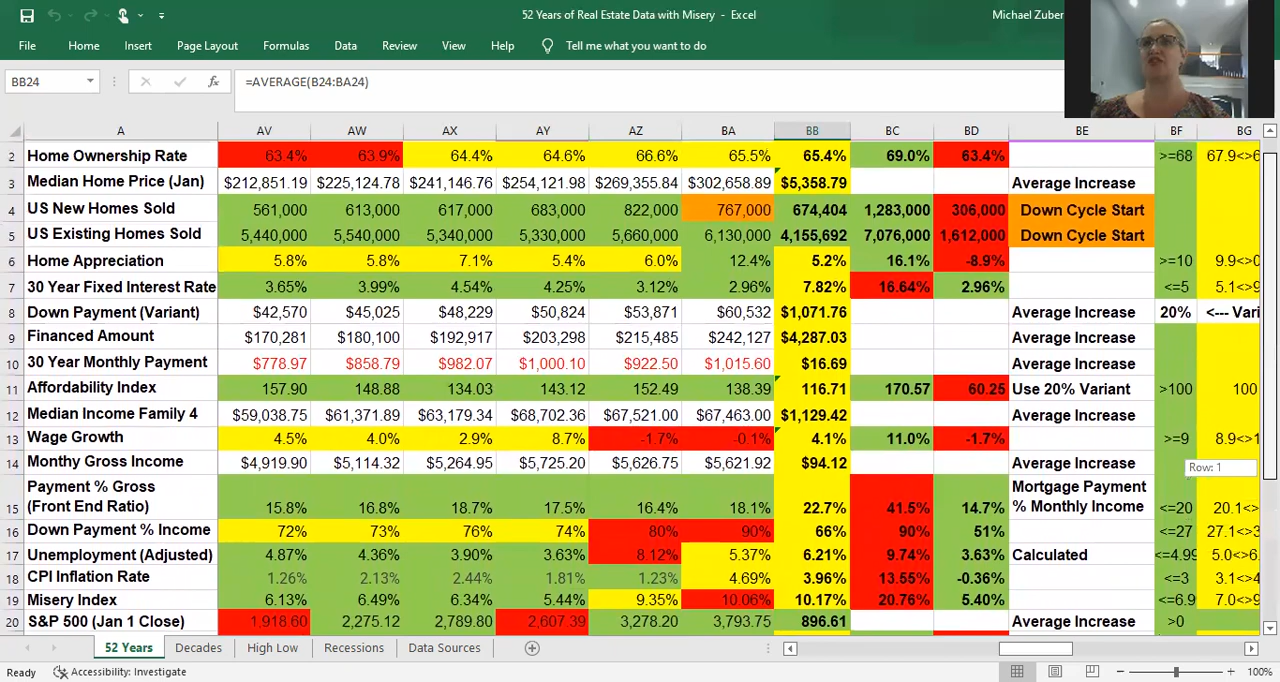 52 Years of Real Estate Data with Misery - Excel
Michael Zuber
File Home Insert Page Layout Formulas Data Review View Help Tell me what you want to do
BB24 fx =AVERAGE(B24:BA24)
A AV AW AX AY AZ BA BB BC BD BE BF BG
2 Home Ownership Rate 63.4% 63.9% 64.4% 64.6% 66.6% 65.5% 65.4% 69.0% 63.4% >=68 67.9<>6
3 Median Home Price (Jan) $212,851.19 $225,124.78 $241,146.76 $254,121.98 $269,355.84 $302,658.89 $5,358.79 Average Increase
4 US New Homes Sold 561,000 613,000 617,000 683,000 822,000 767,000 674,404 1,283,000 306,000 Down Cycle Start
5 US Existing Homes Sold 5,440,000 5,540,000 5,340,000 5,330,000 5,660,000 6,130,000 4,155,692 7,076,000 1,612,000 Down Cycle Start
6 Home Appreciation 5.8% 5.8% 7.1% 5.4% 6.0% 12.4% 5.2% 16.1% -8.9% >=10 9.9<>0
7 30 Year Fixed Interest Rate 3.65% 3.99% 4.54% 4.25% 3.12% 2.96% 7.82% 16.64% 2.96% <=5 5.1<>9
8 Down Payment (Variant) $42,570 $45,025 $48,229 $50,824 $53,871 $60,532 $1,071.76 Average Increase 20% <--- Vari
9 Financed Amount $170,281 $180,100 $192,917 $203,298 $215,485 $242,127 $4,287.03 Average Increase
10 30 Year Monthly Payment $778.97 $858.79 $982.07 $1,000.10 $922.50 $1,015.60 $16.69 Average Increase
11 Affordability Index 157.90 148.88 134.03 143.12 152.49 138.39 116.71 170.57 60.25 Use 20% Variant >100 100
12 Median Income Family 4 $59,038.75 $61,371.89 $63,179.34 $68,702.36 $67,521.00 $67,463.00 $1,129.42 Average Increase
13 Wage Growth 4.5% 4.0% 2.9% 8.7% -1.7% -0.1% 4.1% 11.0% -1.7% >=9 8.9<>1
14 Monthy Gross Income $4,919.90 $5,114.32 $5,264.95 $5,725.20 $5,626.75 $5,621.92 $94.12 Average Increase Row: 1
Payment % Gross Mortgage Payment
15 (Front End Ratio) 15.8% 16.8% 18.7% 17.5% 16.4% 18.1% 22.7% 41.5% 14.7% % Monthly Income <=20 20.1<>
16 Down Payment % Income 72% 73% 76% 74% 80% 90% 66% 90% 51% <=27 27.1<>3
17 Unemployment (Adjusted) 4.87% 4.36% 3.90% 3.63% 8.12% 5.37% 6.21% 9.74% 3.63% Calculated <=4.99 5.0<>6.
18 CPI Inflation Rate 1.26% 2.13% 2.44% 1.81% 1.23% 4.69% 3.96% 13.55% -0.36% <=3 3.1<>4
19 Misery Index 6.13% 6.49% 6.34% 5.44% 9.35% 10.06% 10.17% 20.76% 5.40% <=6.9 7.0<>9
20 S&P 500 (Jan 1 Close) 1,918.60 2,275.12 2,789.80 2,607.39 3,278.20 3,793.75 896.61 Average Increase >0
52 Years Decades High Low Recessions Data Sources
Ready Accessibility: Investigate 100%